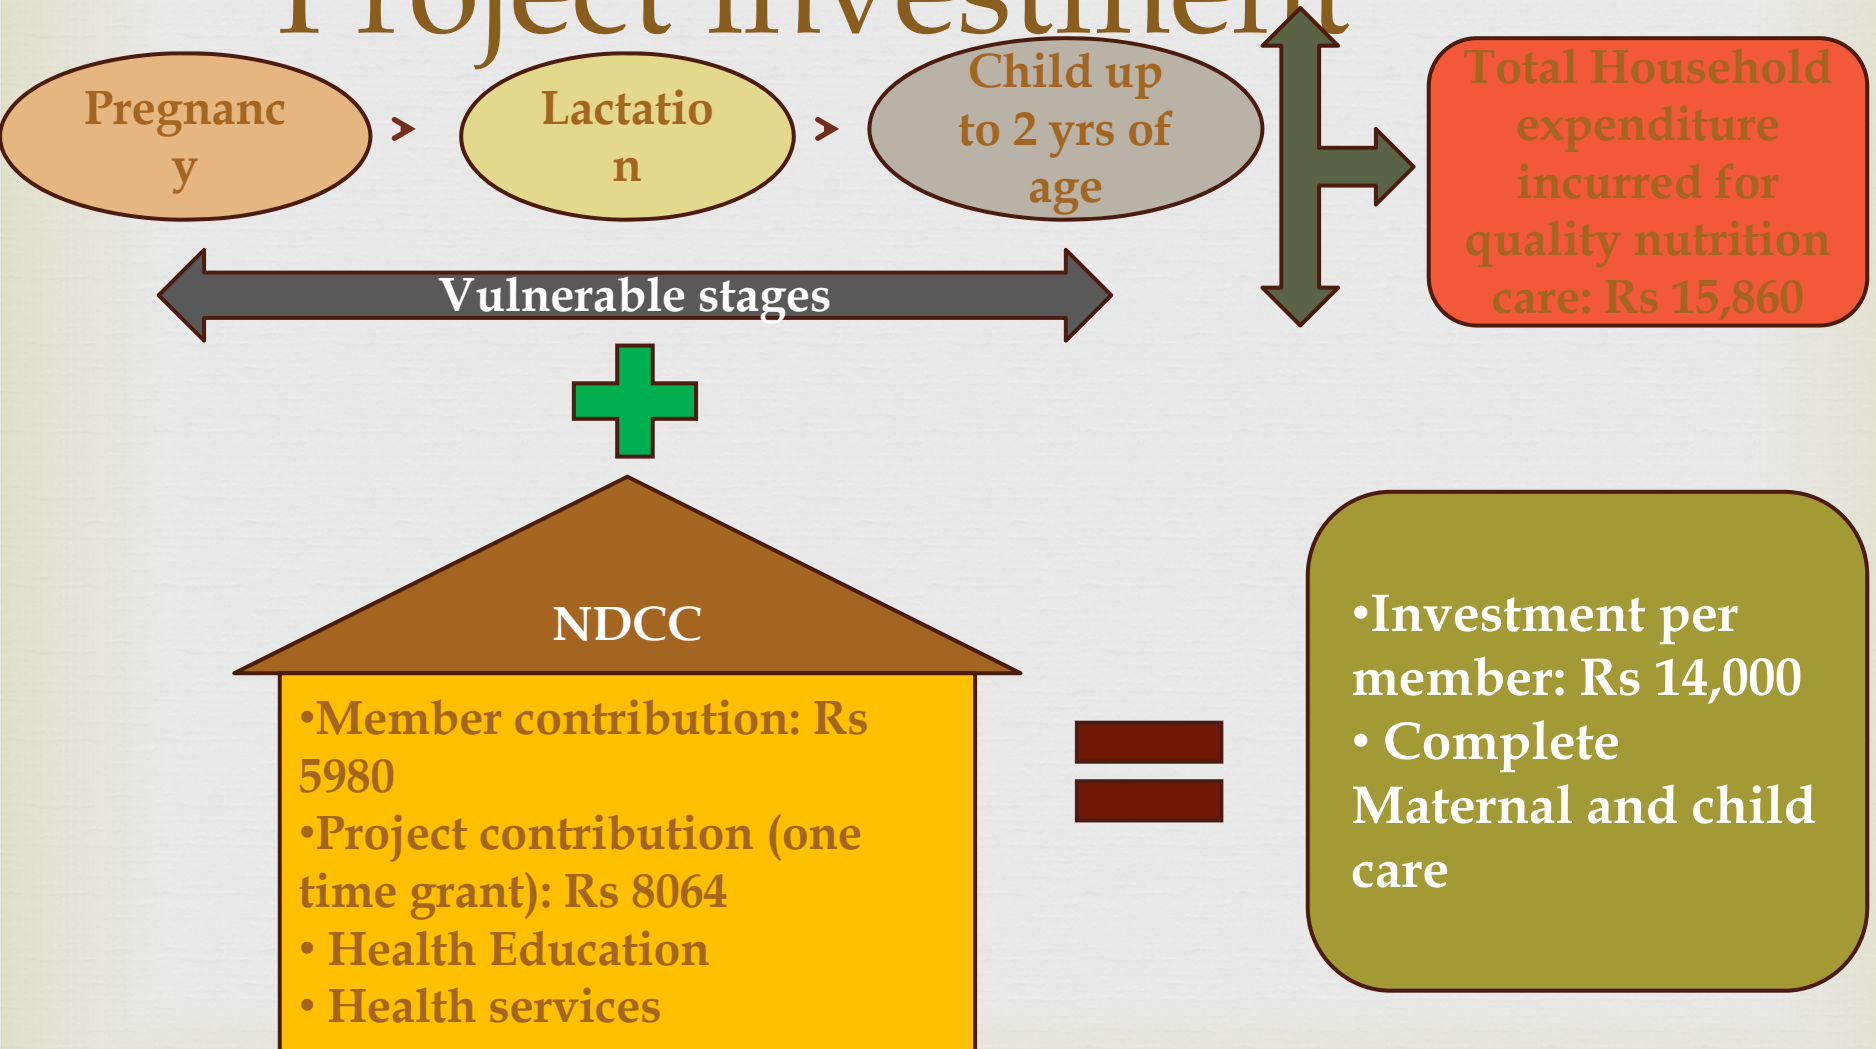 Project Investment
Pregnanc
y
>
Lactatio
n
>
Child up
to 2 yrs of
age
Total Household
expenditure
incurred for
quality nutrition
care: Rs 15,860
Vulnerable stages
NDCC
•Member contribution: Rs
5980
•Project contribution (one
time grant): Rs 8064
• Health Education
• Health services
•Investment per
member: Rs 14,000
• Complete
Maternal and child
care